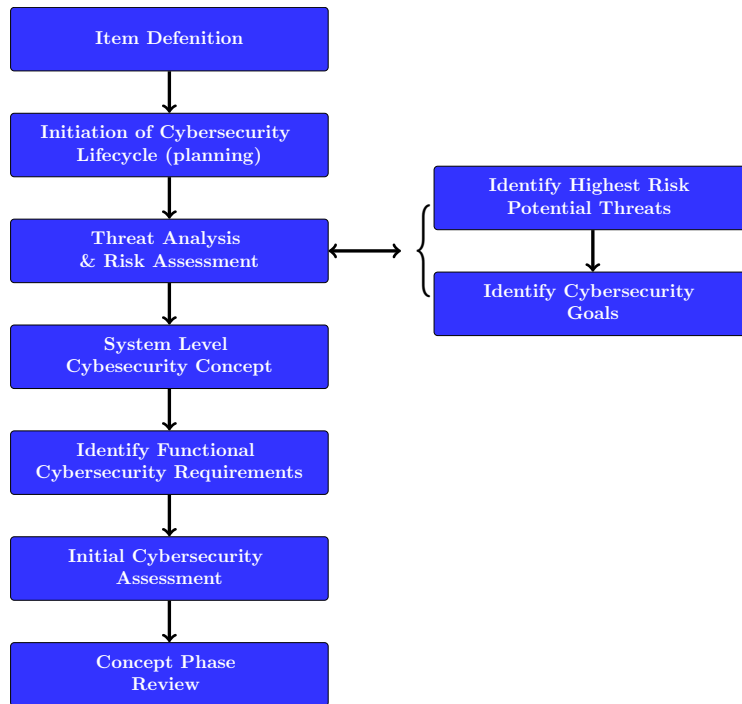 Item Defenition
Initiation of Cybersecurity
Lifecycle (planning)
Threat Analysis
& Risk Assessment
Identify Highest Risk
Potential Threats
Identify Cybersecurity
Goals
System Level
Cybesecurity Concept
Identify Functional
Cybersecurity Requirements
Initial Cybersecurity
Assessment
Concept Phase
Review